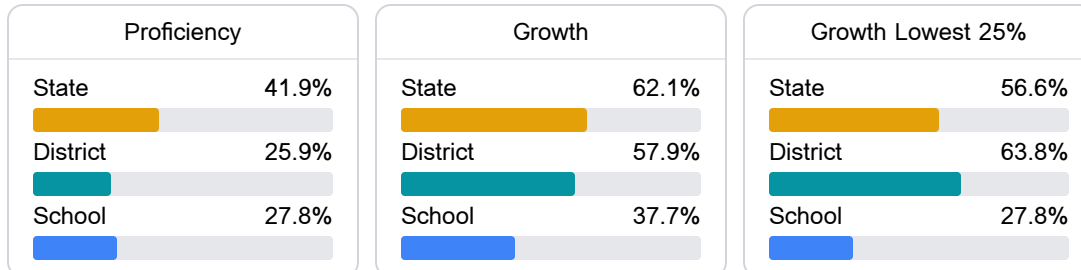 Proficiency
State 41.9%
District 25.9%
School 27.8%
Growth
State 62.1%
District 57.9%
School 37.7%
Growth Lowest 25%
State 56.6%
District 63.8%
School 27.8%